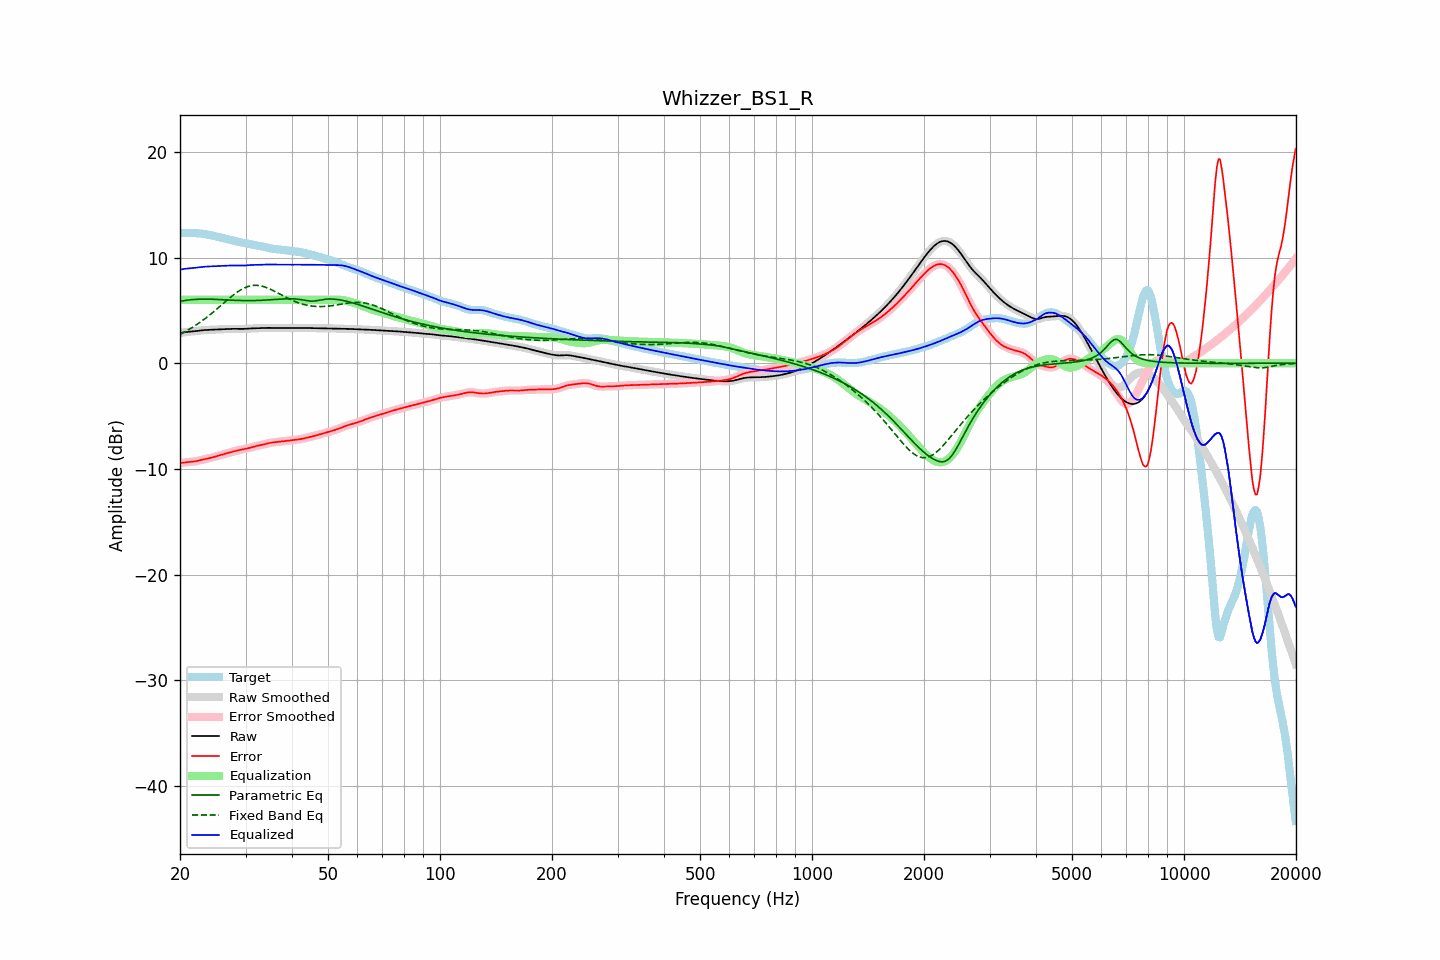 Whizzer_BS1_R
Amplitude (dBr)
20
10
0
−10
−20
−30
−40
Target
Raw Smoothed
Error Smoothed
Raw
Error
Equalization
Parametric Eq
Fixed Band Eq
Equalized
20 50 100 200 500 1000 2000 5000 10000 20000
Frequency (Hz)